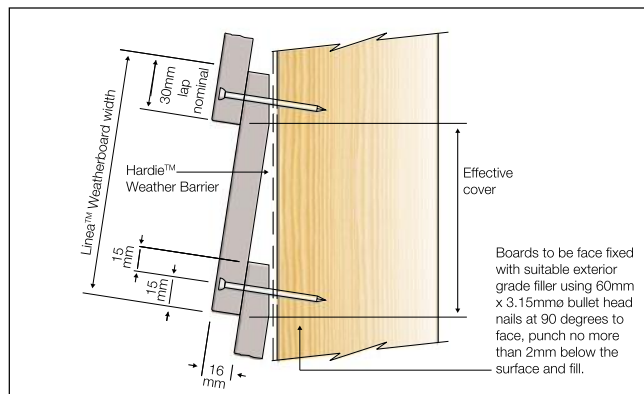 30mm
lap
nominal
Linea™ Weatherboard width
Hardie™
Weather Barrier
Effective
cover
15
mm
15
mm
16
mm
Boards to be face fixed
with suitable exterior
grade filler using 60mm
x 3.15mmø bullet head
nails at 90 degrees to
face, punch no more
than 2mm below the
surface and fill.